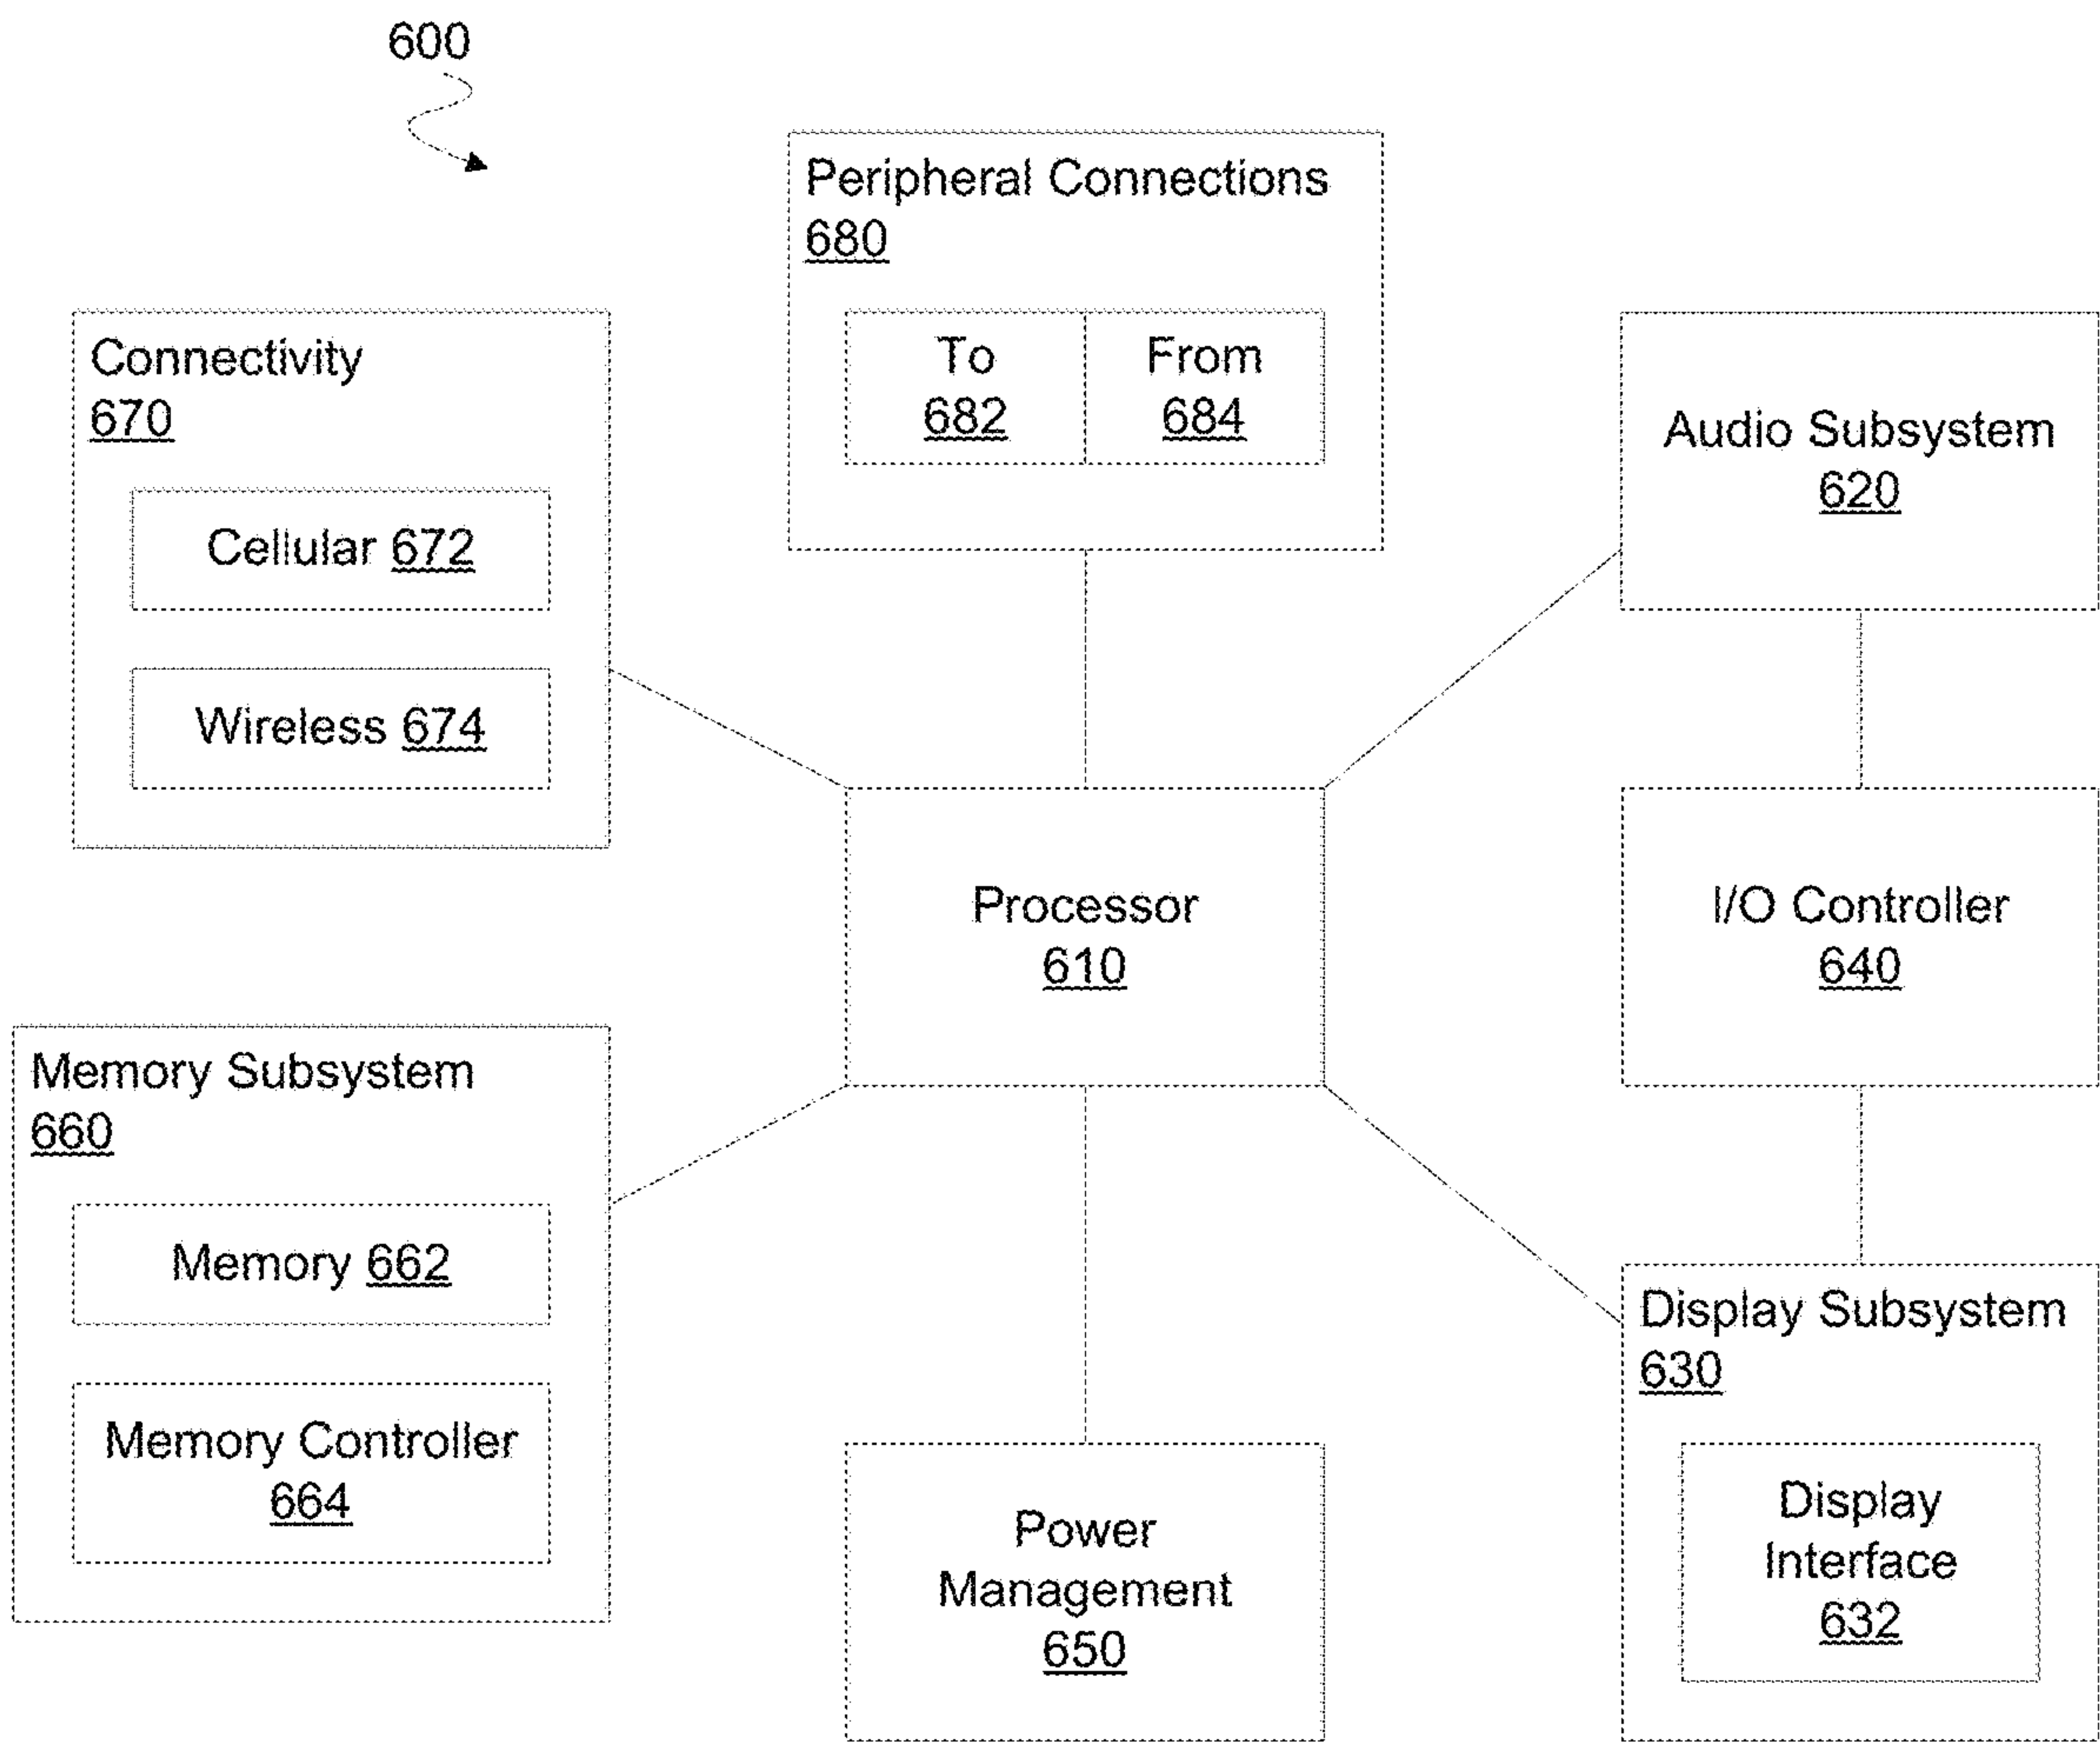 600
Peripheral Connections
680
To
682
From
684
Connectivity
670
Cellular 672
Wireless 674
Audio Subsystem
620
Processor
610
I/O Controller
640
Memory Subsystem
660
Memory 662
Memory Controller
664
Power
Management
650
Display Subsystem
630
Display
Interface
632